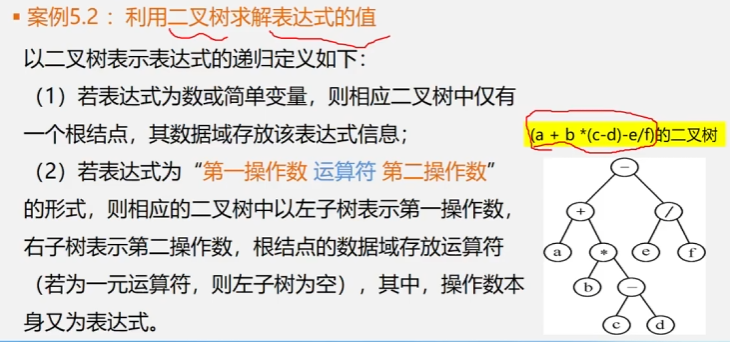 ▪ 案例5.2 ：利用二叉树求解表达式的值
以二叉树表示表达式的递归定义如下：
（1）若表达式为数或简单变量，则相应二叉树中仅有
一个根结点，其数据域存放该表达式信息；
（2）若表达式为“第一操作数 运算符 第二操作数”
的形式，则相应的二叉树中以左子树表示第一操作数，
右子树表示第二操作数，根结点的数据域存放运算符
（若为一元运算符，则左子树为空），其中，操作数本
身又为表达式。
(a + b *(c-d)-e/f)的二叉树
−
+ /
a * e f
b −
c d